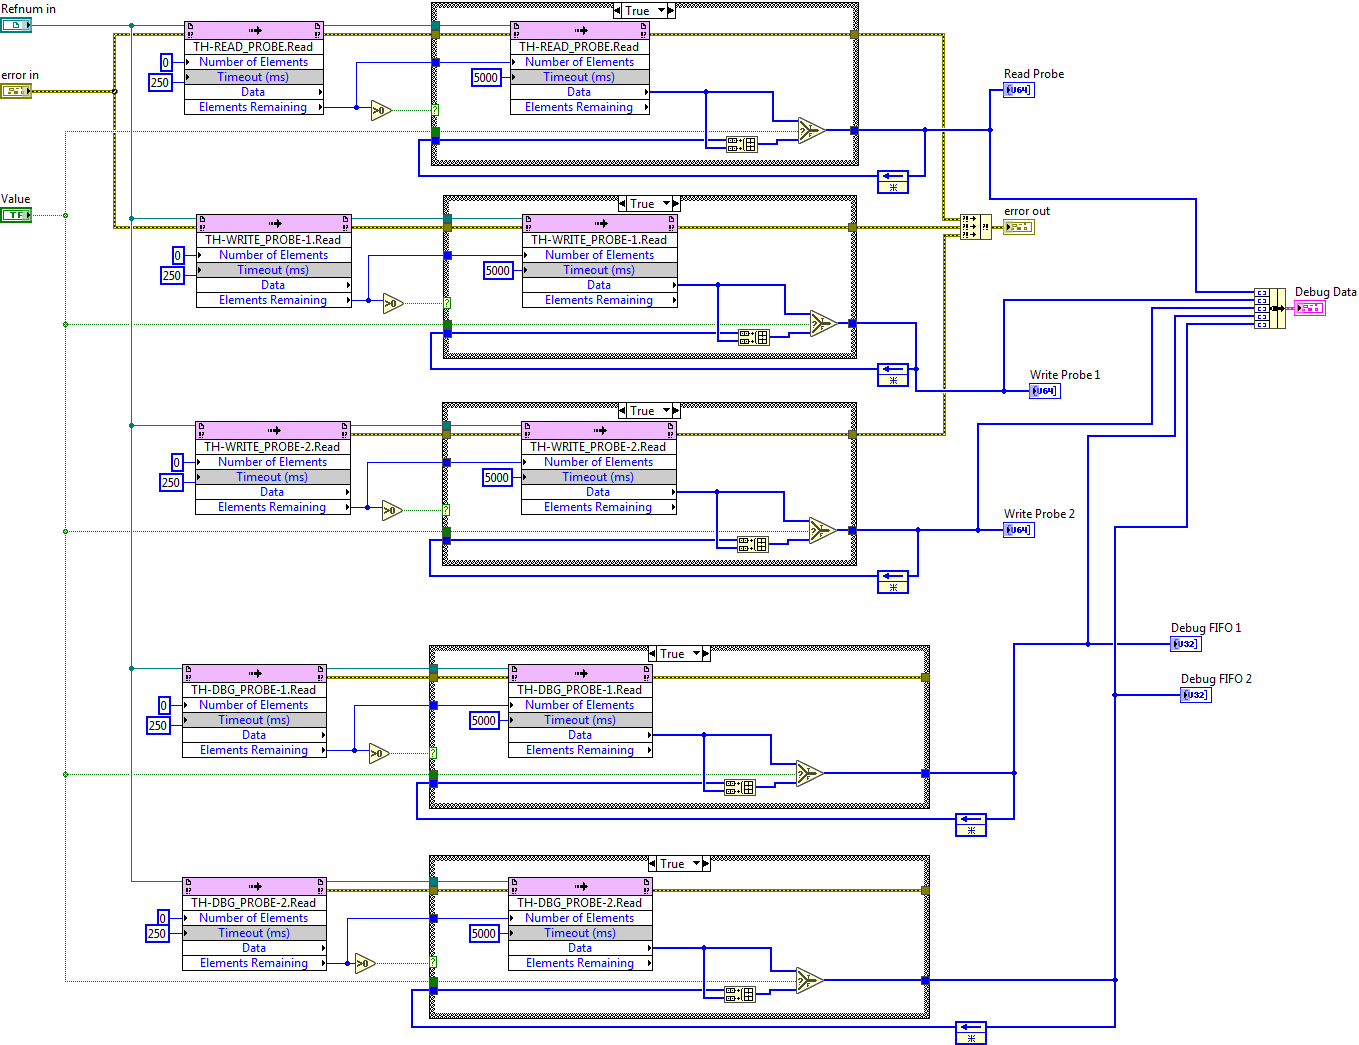 Refnum in
True
TH-READ_PROBE.Read
TH-READ_PROBE.Read
0
Number of Elements
Number of Elements
250
Timeout (ms)
5000
Timeout (ms)
Data
Data
Elements Remaining
>0
Elements Remaining
?
T
?
F
error in
Read Probe
U64]
Value
TF
True
TH-WRITE_PROBE-1.Read
TH-WRITE_PROBE-1.Read
0
Number of Elements
Number of Elements
250
Timeout (ms)
5000
Timeout (ms)
Data
Data
Elements Remaining
>0
Elements Remaining
?
T
?
F
error out
Debug Data
Write Probe 1
U64]
True
TH-WRITE_PROBE-2.Read
TH-WRITE_PROBE-2.Read
0
Number of Elements
Number of Elements
250
Timeout (ms)
5000
Timeout (ms)
Data
Data
Elements Remaining
>0
Elements Remaining
?
T
?
F
Write Probe 2
U64]
True
TH-DBG_PROBE-1.Read
TH-DBG_PROBE-1.Read
0
Number of Elements
Number of Elements
250
Timeout (ms)
5000
Timeout (ms)
Data
Data
Elements Remaining
>0
Elements Remaining
?
T
?
F
Debug FIFO 1
U32]
Debug FIFO 2
U32]
True
TH-DBG_PROBE-2.Read
TH-DBG_PROBE-2.Read
0
Number of Elements
Number of Elements
250
Timeout (ms)
5000
Timeout (ms)
Data
Data
Elements Remaining
>0
Elements Remaining
?
T
?
F